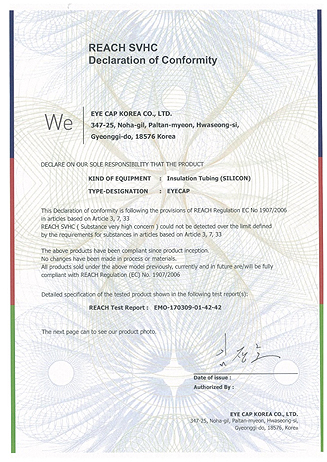 REACH SVHC
Declaration of Conformity
We
EYE CAP KOREA CO., LTD.
347-25, Noha-gil, Paltan-myeon, Hwaseong-si,
Gyeonggi-do, 18576 Korea
DECLARE ON OUR SOLE RESPONSIBILITY THAT THE PRODUCT
KIND OF EQUIPMENT : Insulation Tubing (SILICON)
TYPE-DESIGNATION : EYECAP
This Declaration of conformity is following the provisions of REACH Regulation EC No 1907/2006
in articles based on Article 3, 7, 33
REACH SVHC ( Substance very high concern ) could not be detected over the limit defined
by the requirements for substances in articles based on Article 3, 7, 33
The above products have been compliant since product inception.
No changes have been made in process or materials.
All products sold under the above model previously, currently and in future are/will be fully
compliant with REACH Regulation (EC) No. 1907/2006
Detailed specification of the tested product shown in the following test report(s):
REACH Test Report : EMO-170309-01-42-42
The next page can to see our product photo.
Date of issue :
Authorized By :
EYE CAP KOREA CO., LTD.
347-25, Noha-gil, Paltan-myeon, Hwaseong-si,
Gyeonggi-do, 18576, Korea